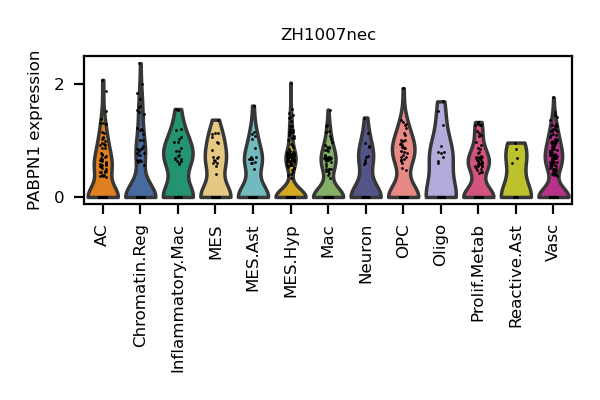 ZH1007nec
PABPN1 expression
2
0
AC
Chromatin.Reg
Inflammatory.Mac
MES
MES.Ast
MES.Hyp
Mac
Neuron
OPC
Oligo
Prolif.Metab
Reactive.Ast
Vasc